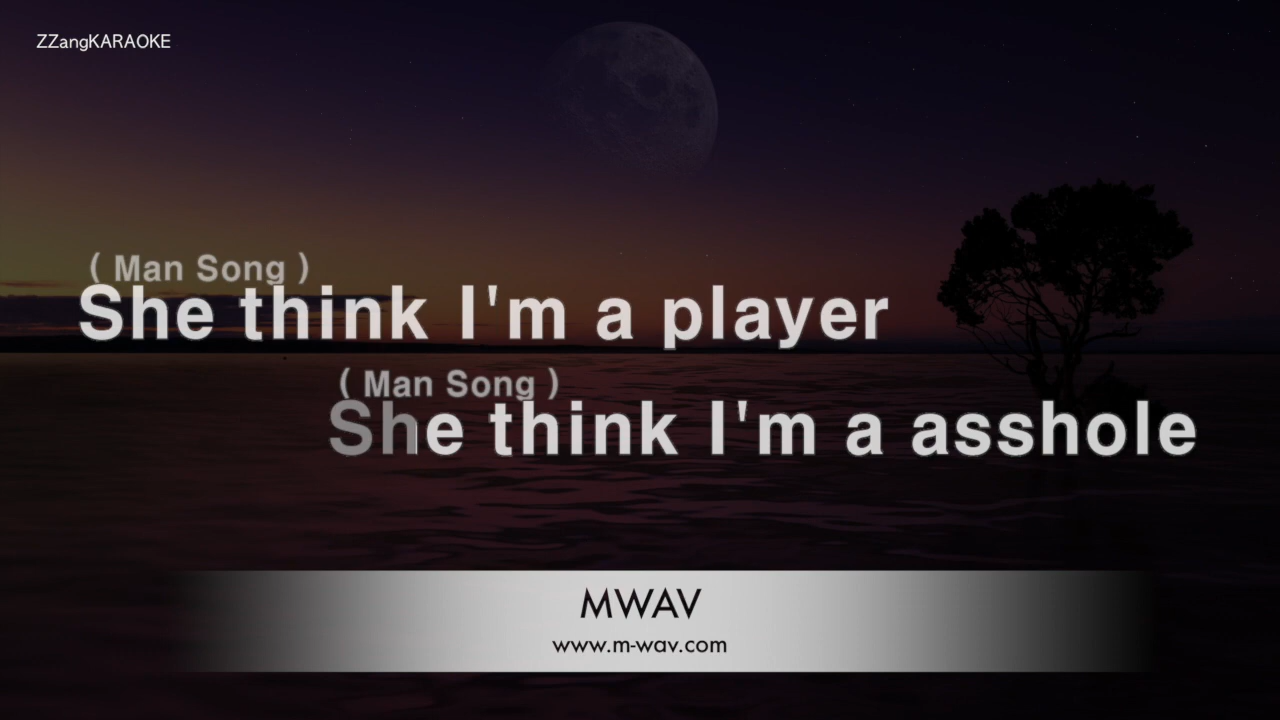 ZZangKARAOKE
( Man Song )
She think I'm a player
( Man Song )
She think I'm a asshole
MWAV
www.m-wav.com